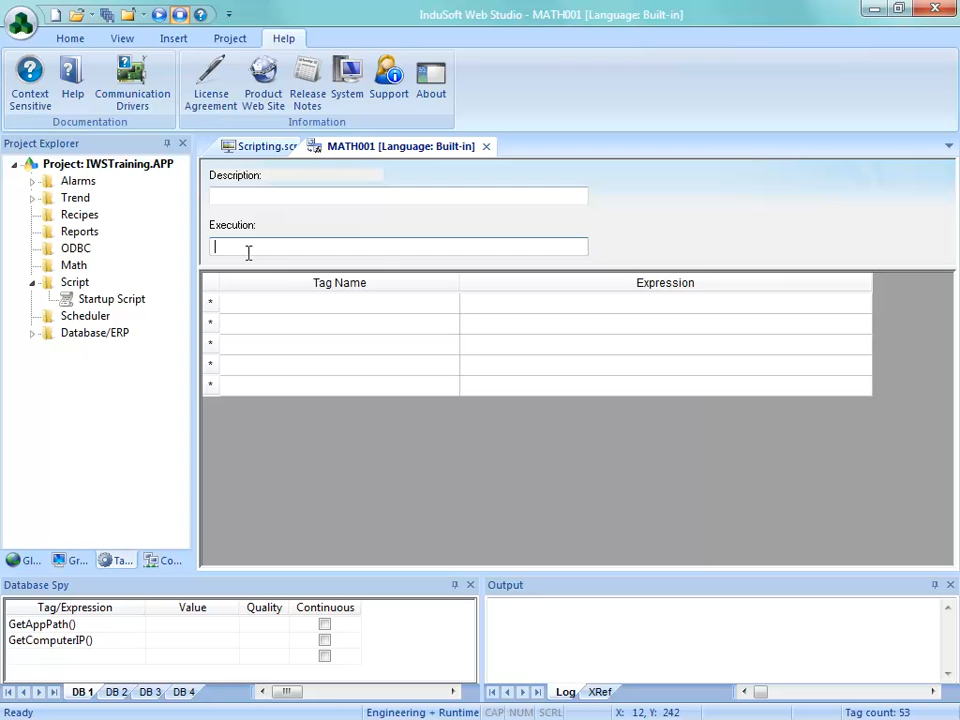 InduSoft Web Studio - MATH001 [Language: Built-in]
Home View Insert Project Help
Context Sensitive
Help
Communication Drivers
License Agreement
Product Web Site
Release Notes
System
Support
About
Documentation
Information
Project Explorer
Scripting.scr
MATH001 [Language: Built-in]
Project: IWSTraining.APP
Alarms
Trend
Recipes
Reports
ODBC
Math
Script
Startup Script
Scheduler
Database/ERP
Description:
Execution:
Tag Name Expression
*
*
*
*
*
Gl... Gr... Ta... Co...
Database Spy
Tag/Expression Value Quality Continuous
GetAppPath()
GetComputerIP()
DB 1 DB 2 DB 3 DB 4
Output
Log XRef
Ready
Engineering + Runtime
CAP NUM SCRL
X: 12, Y: 242
Tag count: 53